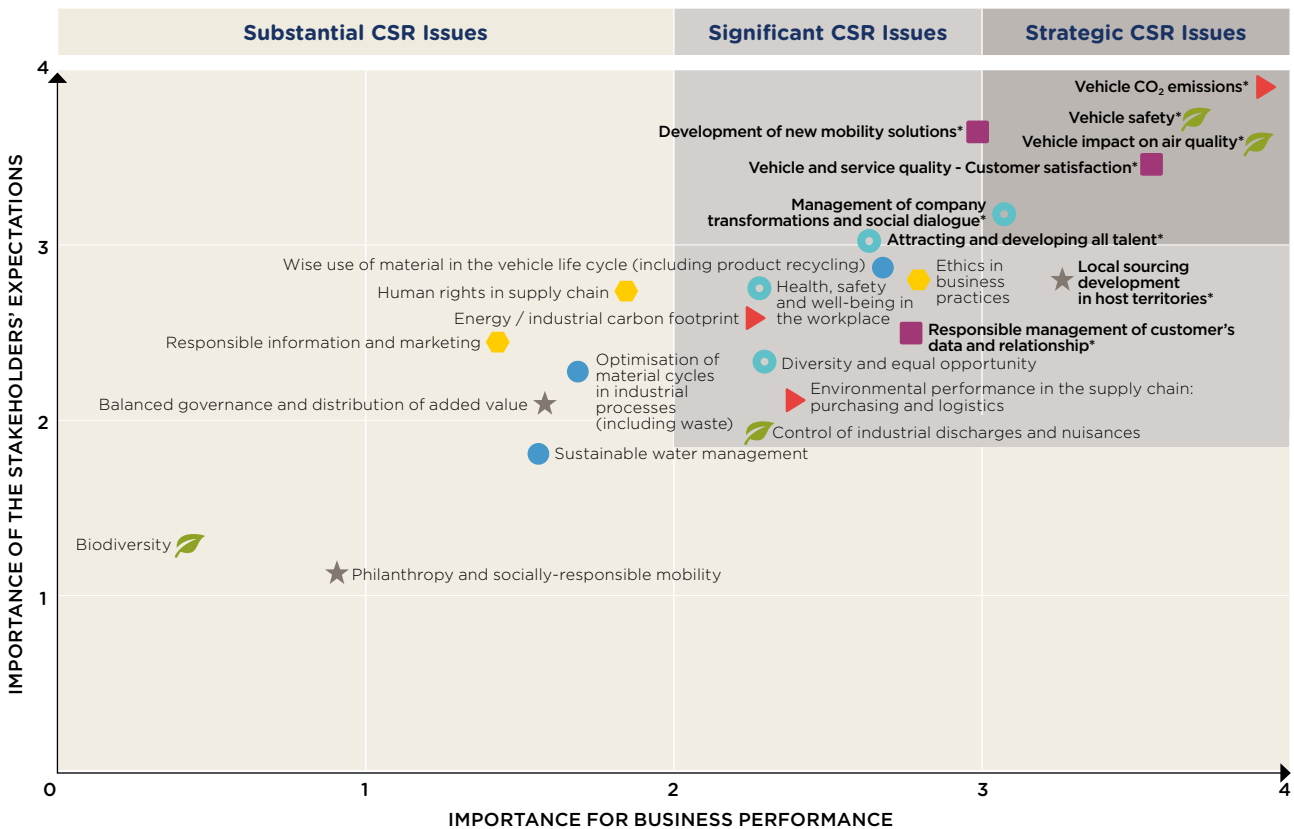 Substantial CSR Issues
Significant CSR Issues
Strategic CSR Issues
4
Vehicle CO₂ emissions*
Vehicle safety*
Development of new mobility solutions*
Vehicle impact on air quality*
Vehicle and service quality - Customer satisfaction*
Management of company
transformations and social dialogue*
3
Attracting and developing all talent*
Wise use of material in the vehicle life cycle (including product recycling)
Ethics in
business
practices
Local sourcing
development
in host territories*
Human rights in supply chain
Health, safety
and well-being in
the workplace
Energy / industrial carbon footprint
Responsible management of customer's
data and relationship*
Responsible information and marketing
Optimisation of
material cycles
in industrial
processes
(including waste)
Diversity and equal opportunity
Environmental performance in the supply chain:
purchasing and logistics
Balanced governance and distribution of added value
2
Control of industrial discharges and nuisances
Sustainable water management
Biodiversity
Philanthropy and socially-responsible mobility
1
0
1
2
3
4
IMPORTANCE OF THE STAKEHOLDERS' EXPECTATIONS
IMPORTANCE FOR BUSINESS PERFORMANCE